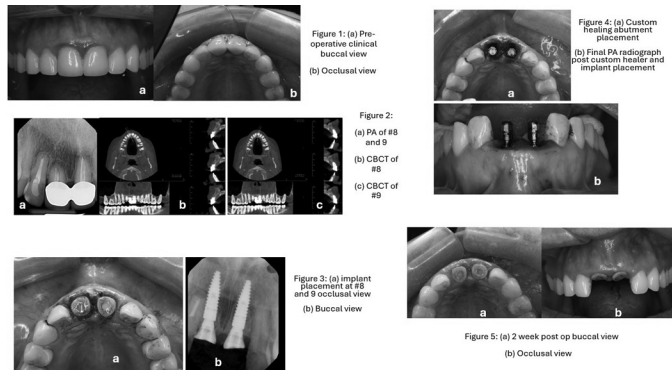 a
b
Figure 1: (a) Pre-
operative clinical
buccal view
(b) Occlusal view
a
b
c
Figure 2:
(a) PA of #8
and 9
(b) CBCT of
#8
(c) CBCT of
#9
a
b
Figure 3: (a) implant
placement at #8
and 9 occlusal view
(b) Buccal view
a
b
Figure 4: (a) Custom
healing abutment
placement
(b) Final PA radiograph
post custom healer and
implant placement
a
b
Figure 5: (a) 2 week post op buccal view
(b) Occlusal view